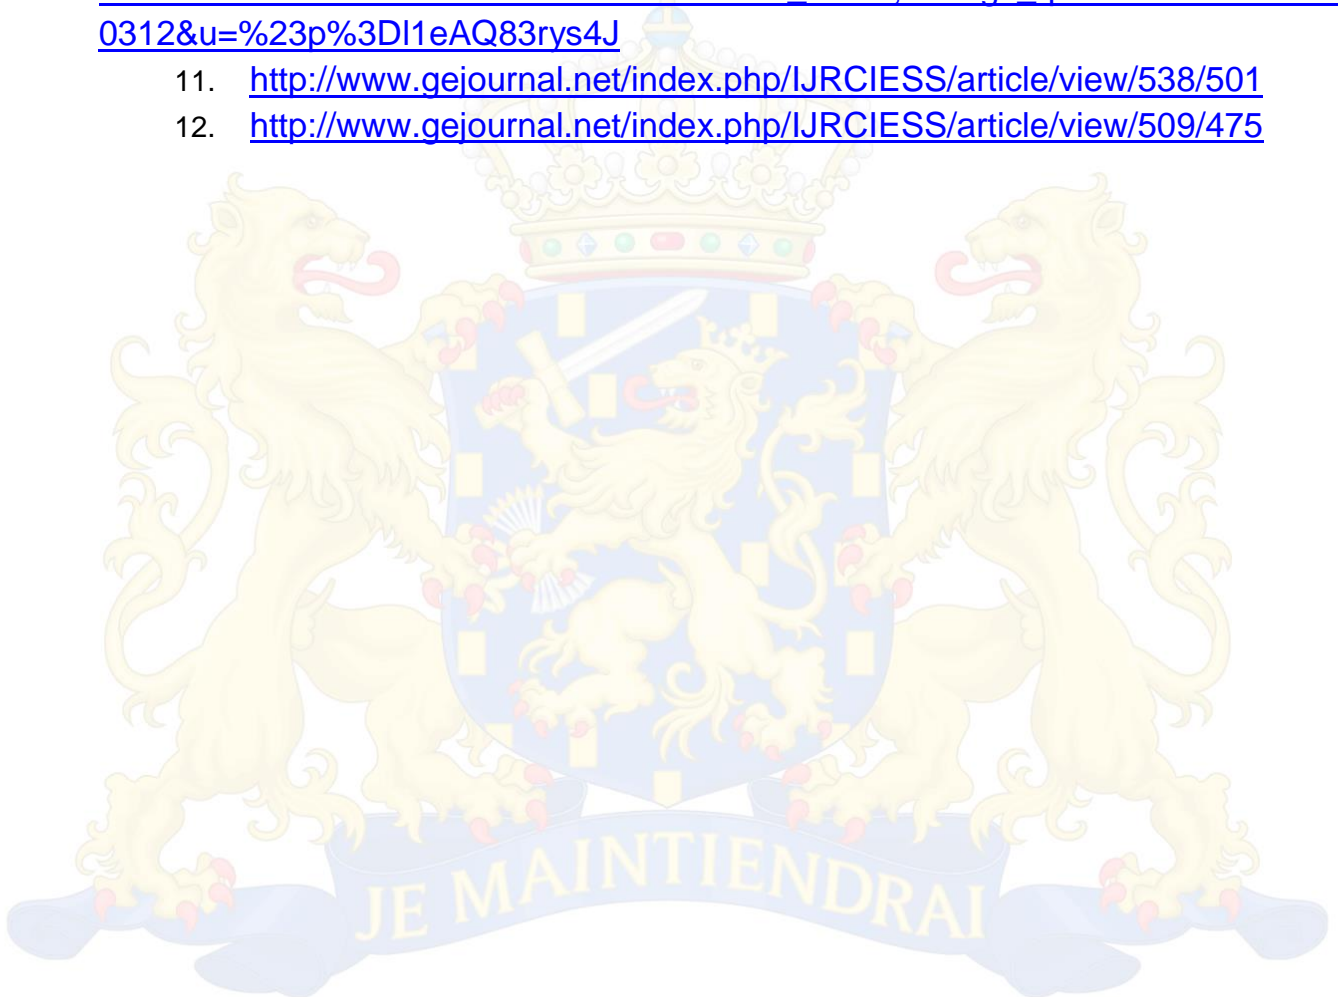 0312&u=%23p%3Dl1eAQ83rys4J
11. http://www.gejournal.net/index.php/IJRCIESS/article/view/538/501
12. http://www.gejournal.net/index.php/IJRCIESS/article/view/509/475
JE MAINTIENDRAI